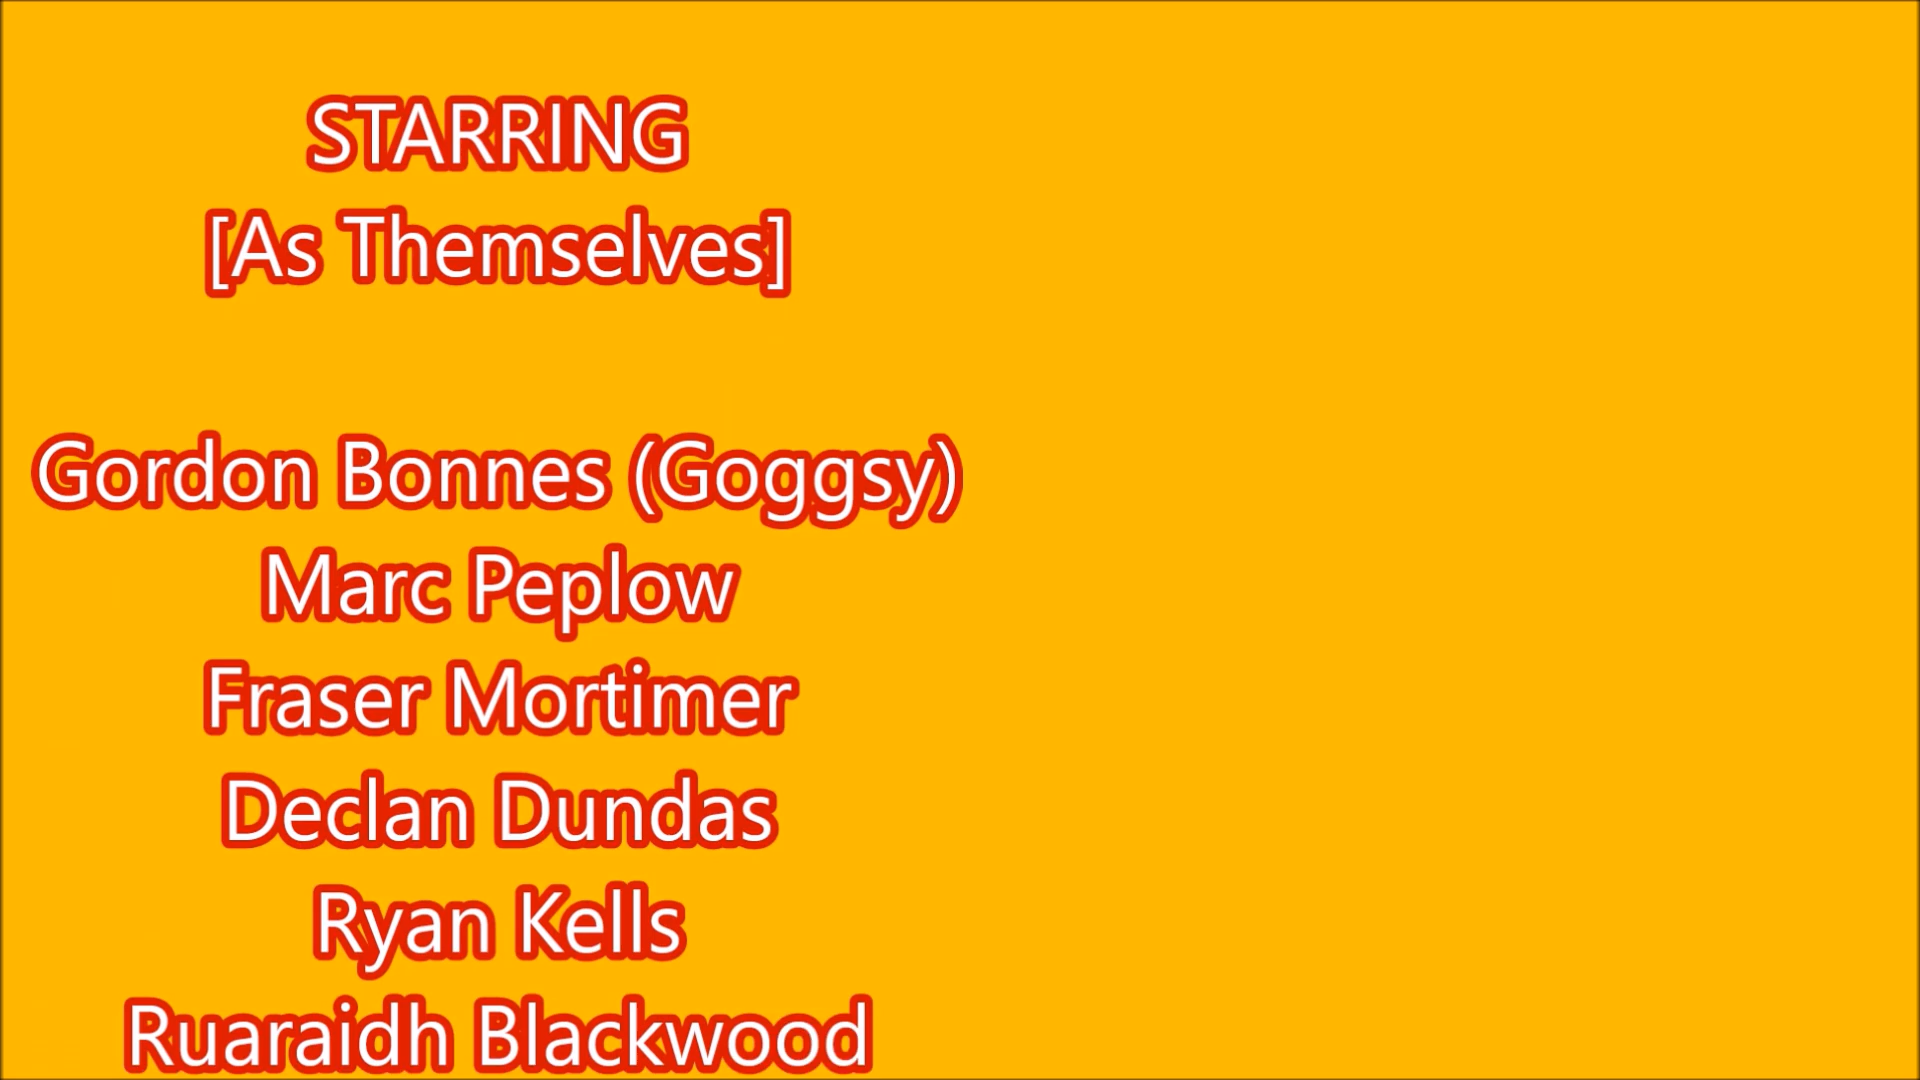 STARRING
[As Themselves]
Gordon Bonnes (Goggsy)
Marc Peplow
Fraser Mortimer
Declan Dundas
Ryan Kells
Ruaraidh Blackwood